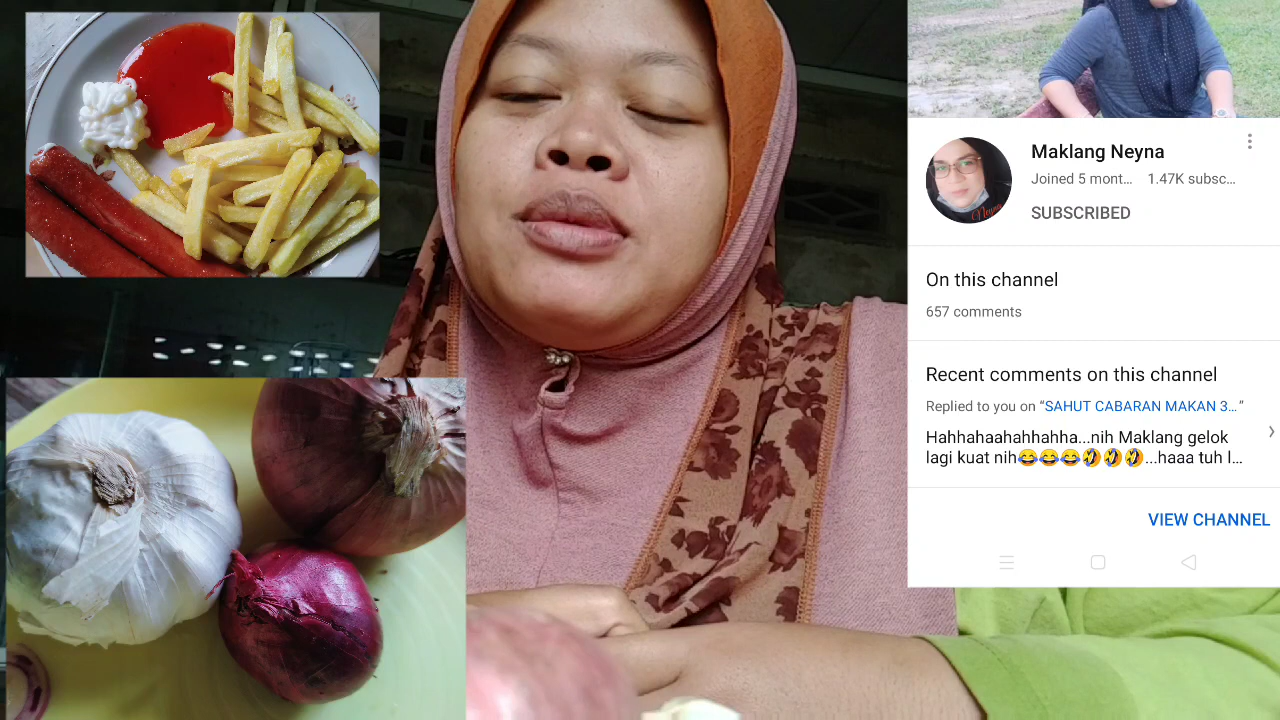 Maklang Neyna
Joined 5 mont… 1.47K subsc…
SUBSCRIBED
Neyna
On this channel
657 comments
Recent comments on this channel
Replied to you on “SAHUT CABARAN MAKAN 3…“
Hahhahaahahhahha...nih Maklang gelok
lagi kuat nih😂😂😂🤣🤣🤣...haaa tuh l…
VIEW CHANNEL